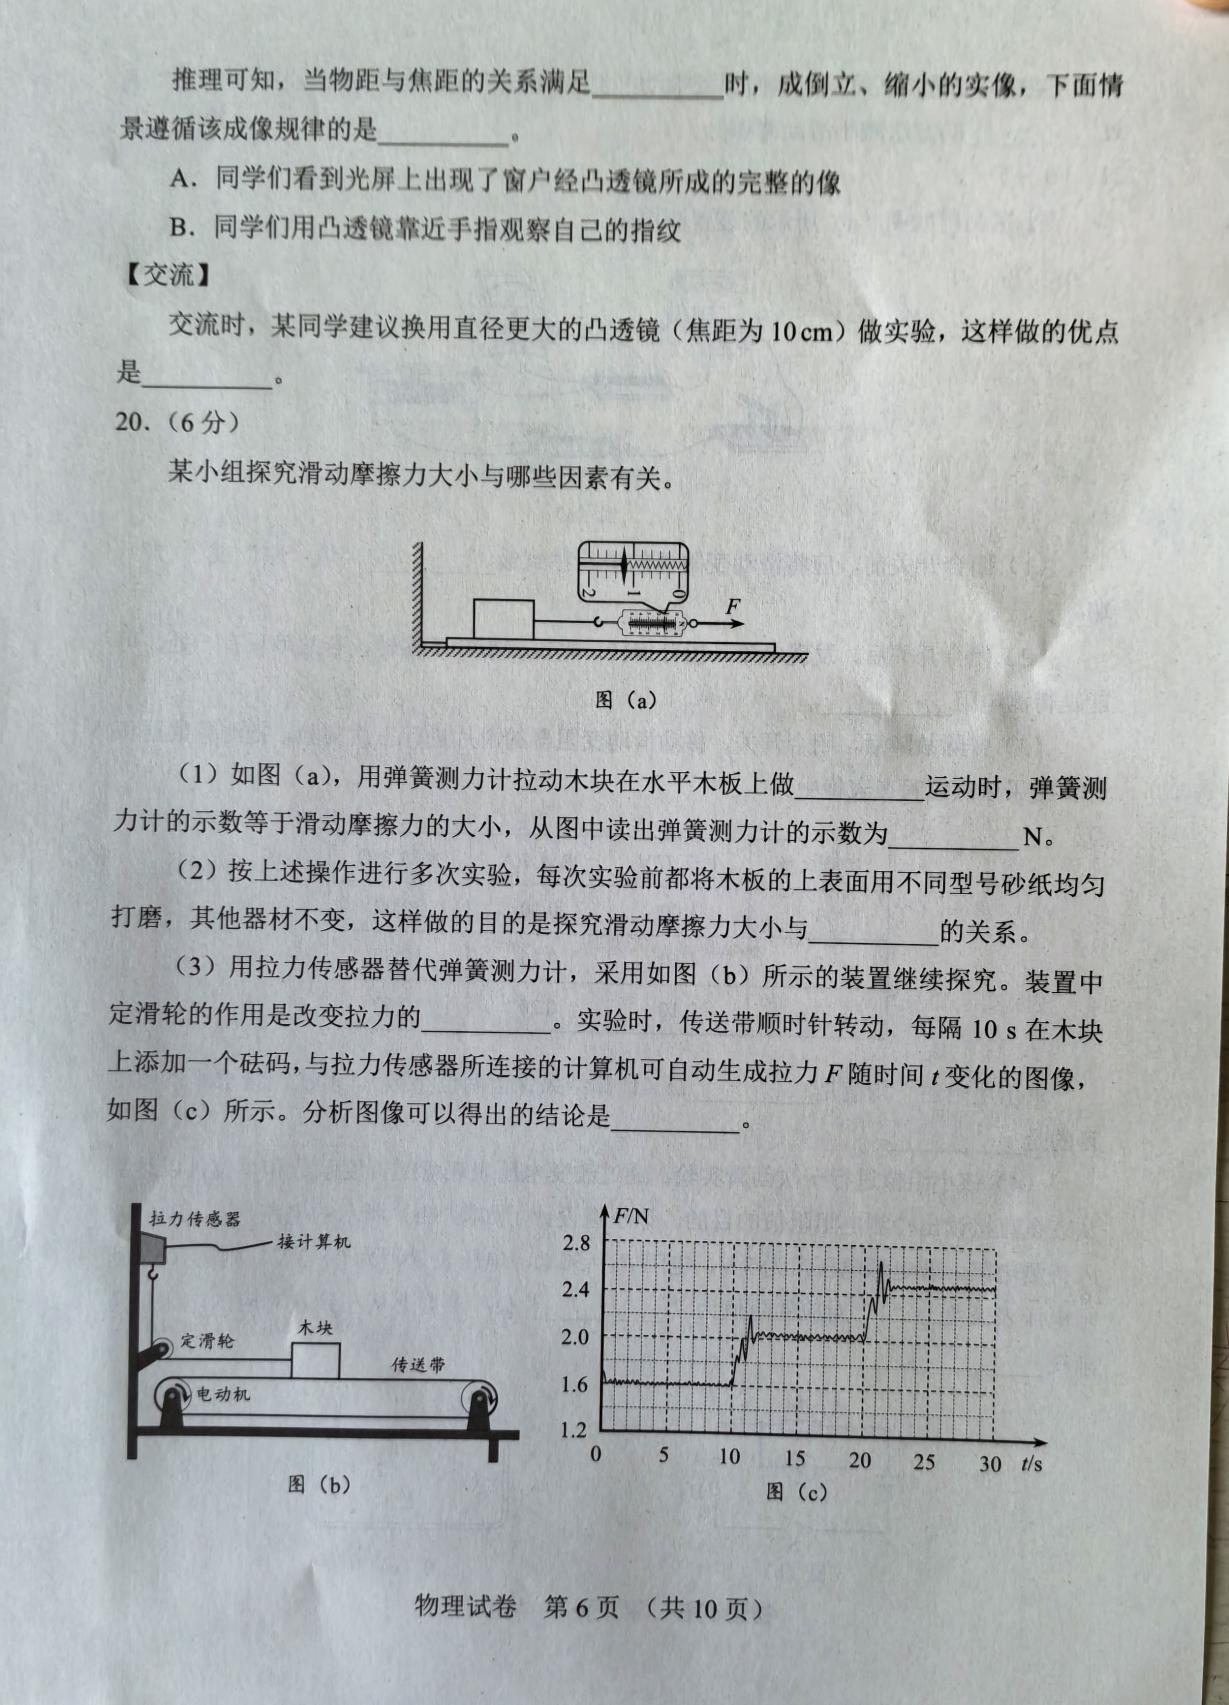 推理可知，当物距与焦距的关系满足__________时，成倒立、缩小的实像，下面情
景遵循该成像规律的是__________。
A．同学们看到光屏上出现了窗户经凸透镜所成的完整的像
B．同学们用凸透镜靠近手指观察自己的指纹
【交流】
交流时，某同学建议换用直径更大的凸透镜（焦距为 10 cm）做实验，这样做的优点
是__________。
20．（6 分）
某小组探究滑动摩擦力大小与哪些因素有关。
2 1 0
F
图（a）
（1）如图（a），用弹簧测力计拉动木块在水平木板上做__________运动时，弹簧测
力计的示数等于滑动摩擦力的大小，从图中读出弹簧测力计的示数为__________N。
（2）按上述操作进行多次实验，每次实验前都将木板的上表面用不同型号砂纸均匀
打磨，其他器材不变，这样做的目的是探究滑动摩擦力大小与__________的关系。
（3）用拉力传感器替代弹簧测力计，采用如图（b）所示的装置继续探究。装置中
定滑轮的作用是改变拉力的__________。实验时，传送带顺时针转动，每隔 10 s 在木块
上添加一个砝码，与拉力传感器所连接的计算机可自动生成拉力 F 随时间 t 变化的图像，
如图（c）所示。分析图像可以得出的结论是__________。
拉力传感器
接计算机
定滑轮
木块
传送带
电动机
图（b）
F/N
2.8
2.4
2.0
1.6
1.2
0 5 10 15 20 25 30 t/s
图（c）
物理试卷 第 6 页 （共 10 页）